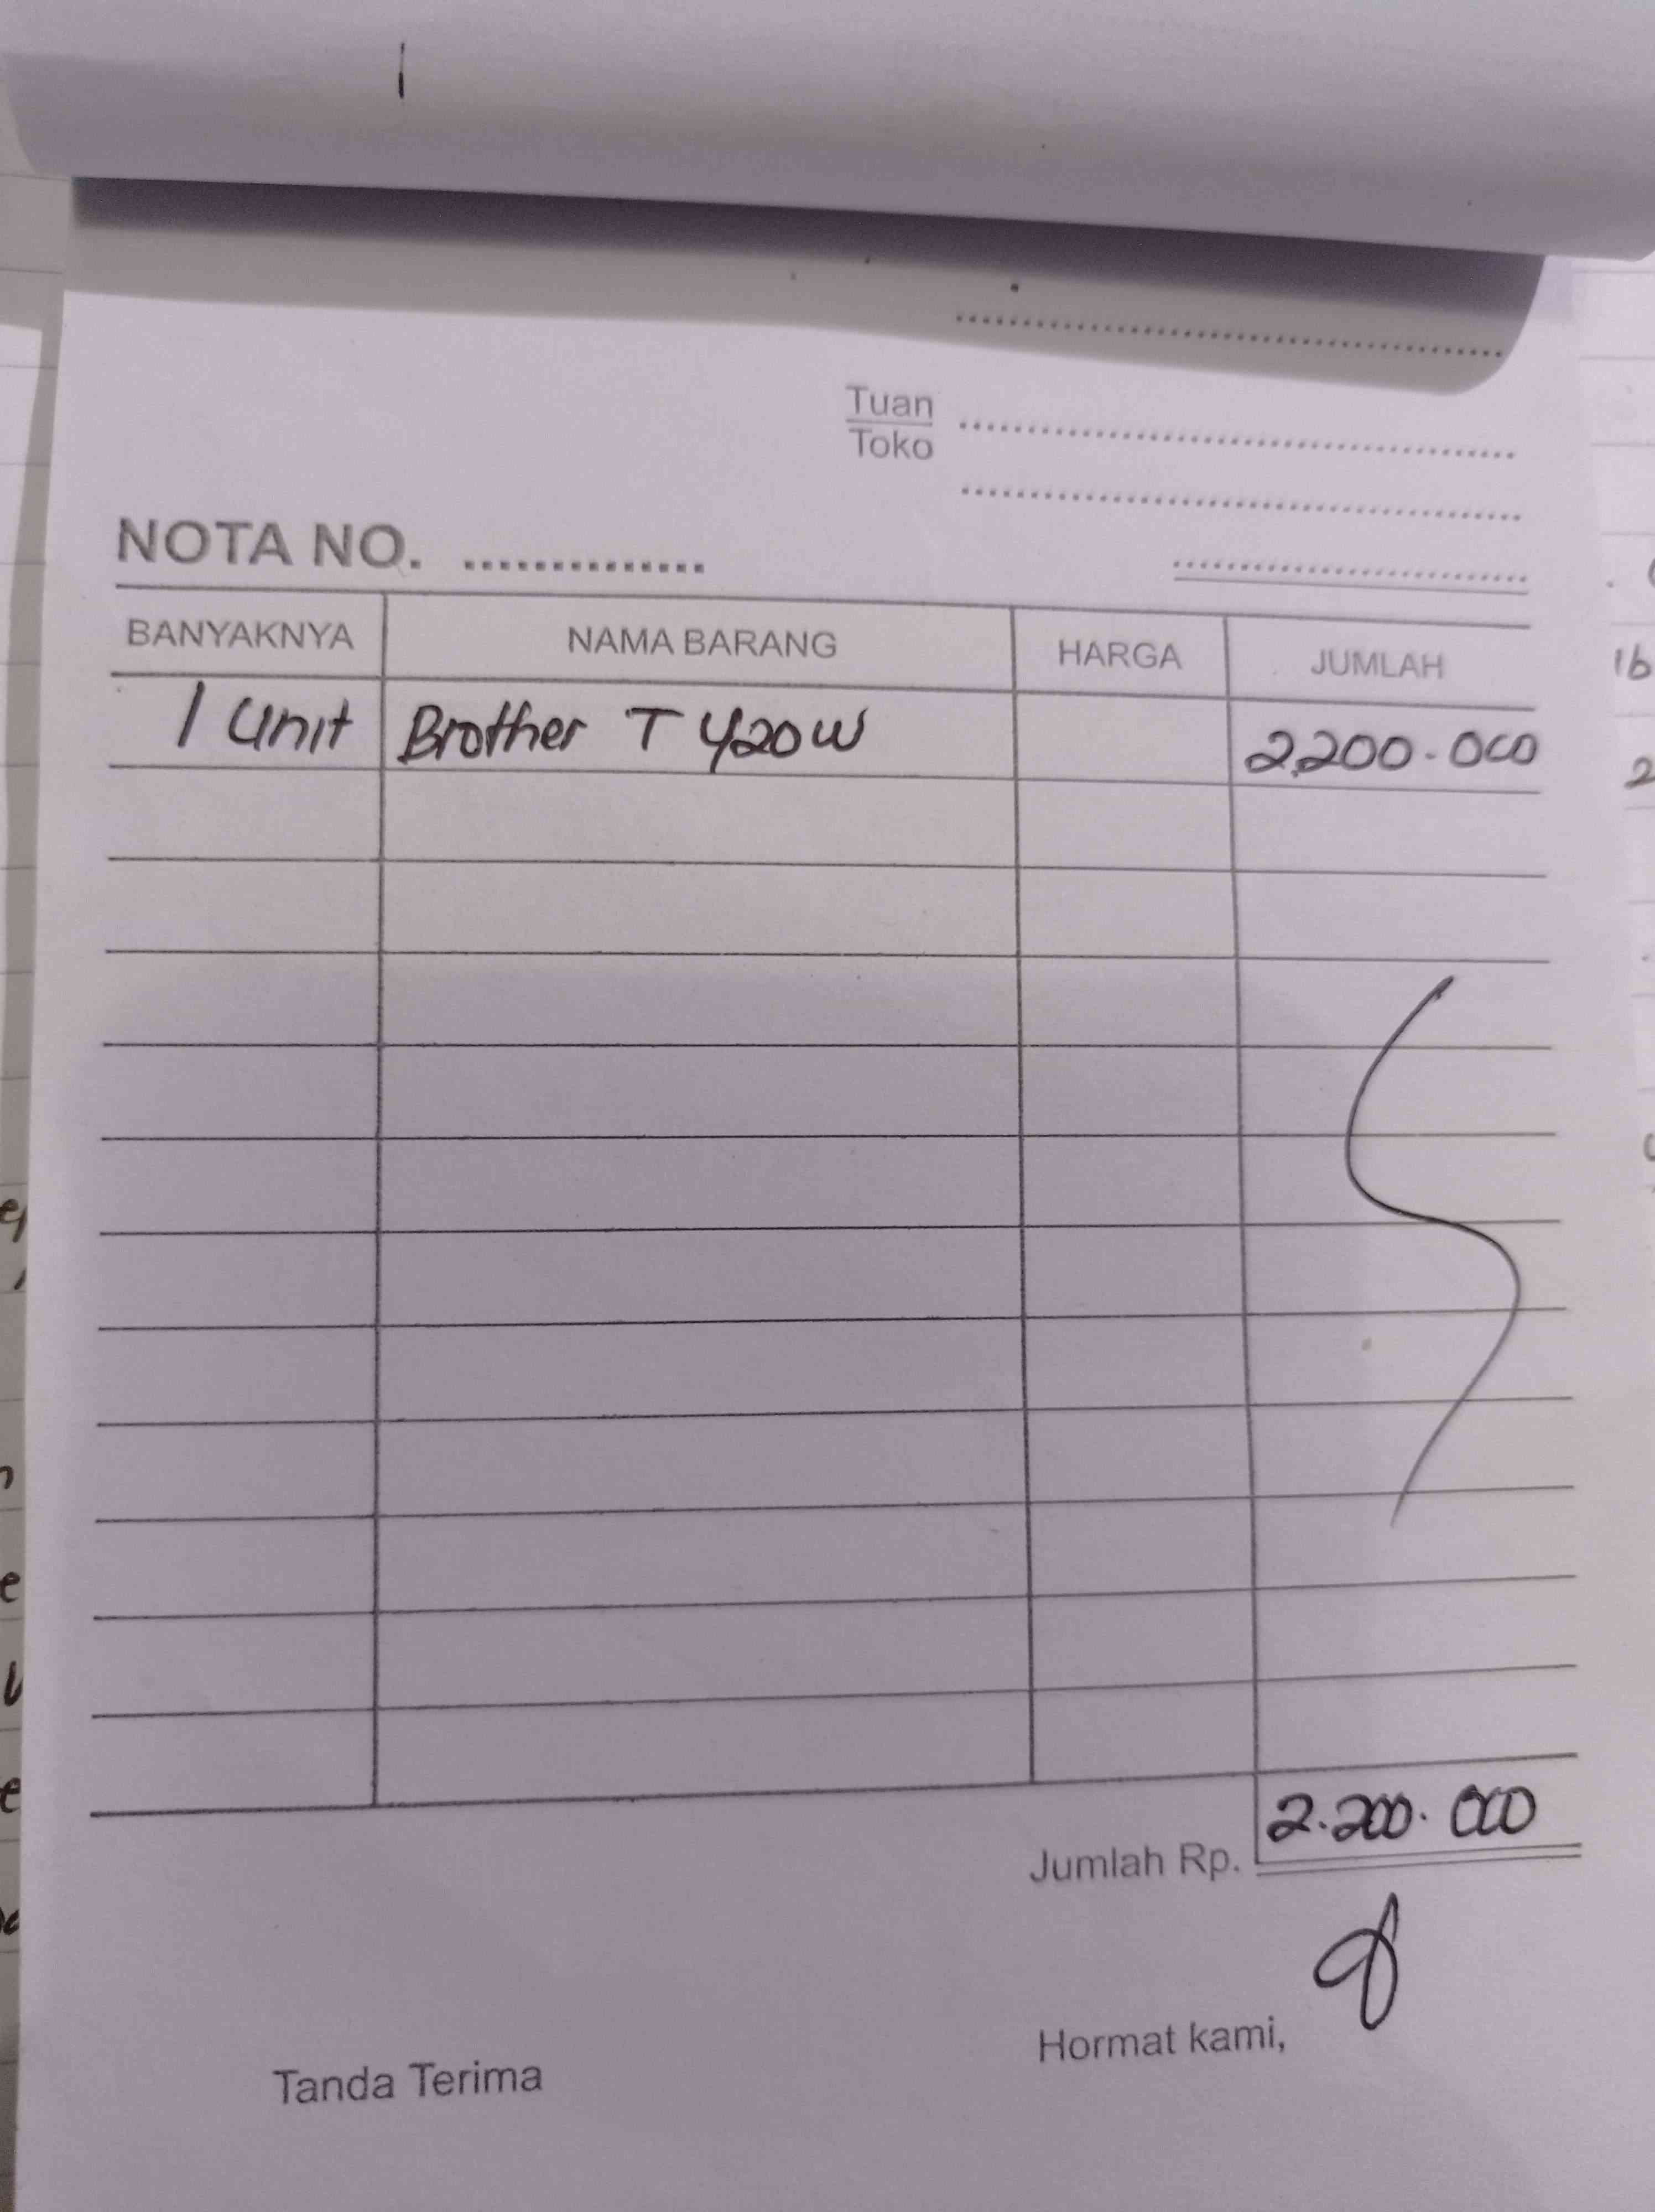 Tuan
Toko
NOTA NO. ..............
BANYAKNYA NAMA BARANG HARGA JUMLAH
1 Unit Brother T 420W 2.200.000
Jumlah Rp. 2.200.000
Hormat kami,
Tanda Terima